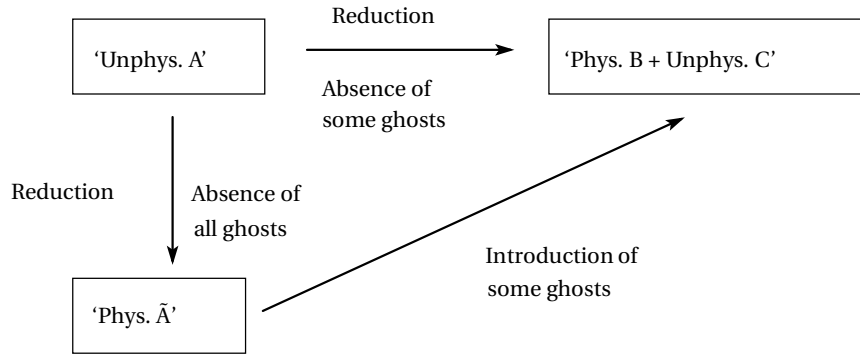 Reduction
‘Unphys. A’
‘Phys. B + Unphys. C’
Absence of
some ghosts
Reduction
Absence of
all ghosts
Introduction of
some ghosts
‘Phys. Ã’